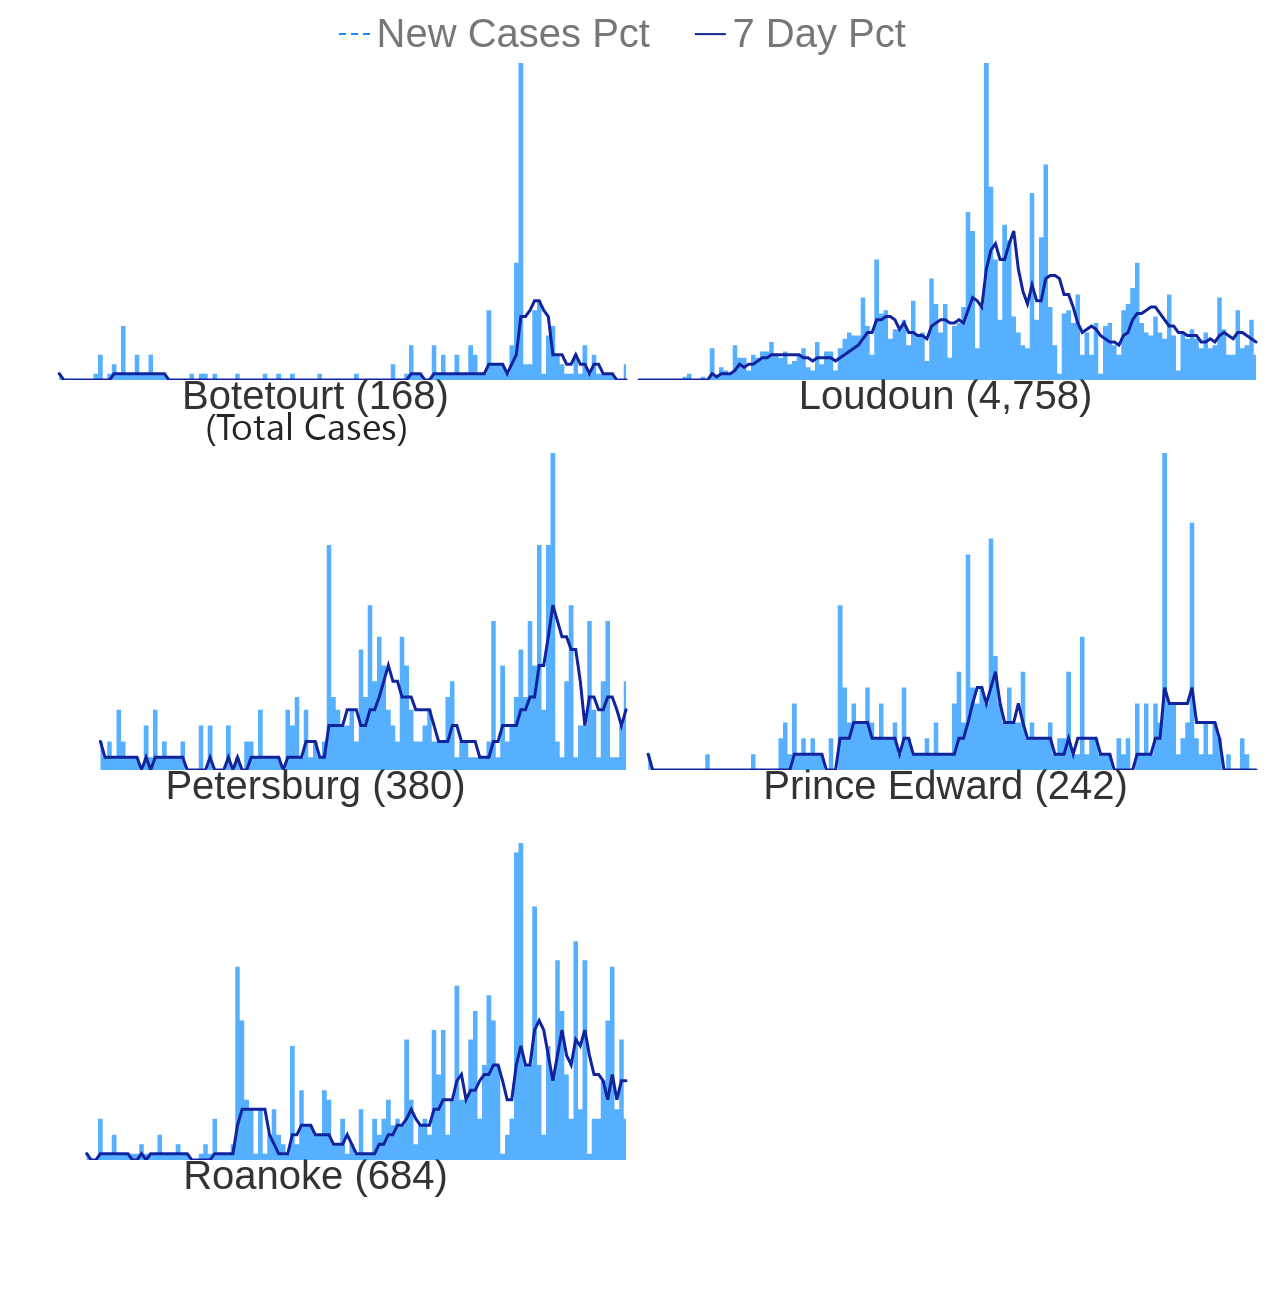 New Cases Pct 7 Day Pct
Botetourt (168) Loudoun (4,758)
(Total Cases)
Petersburg (380) Prince Edward (242)
Roanoke (684)